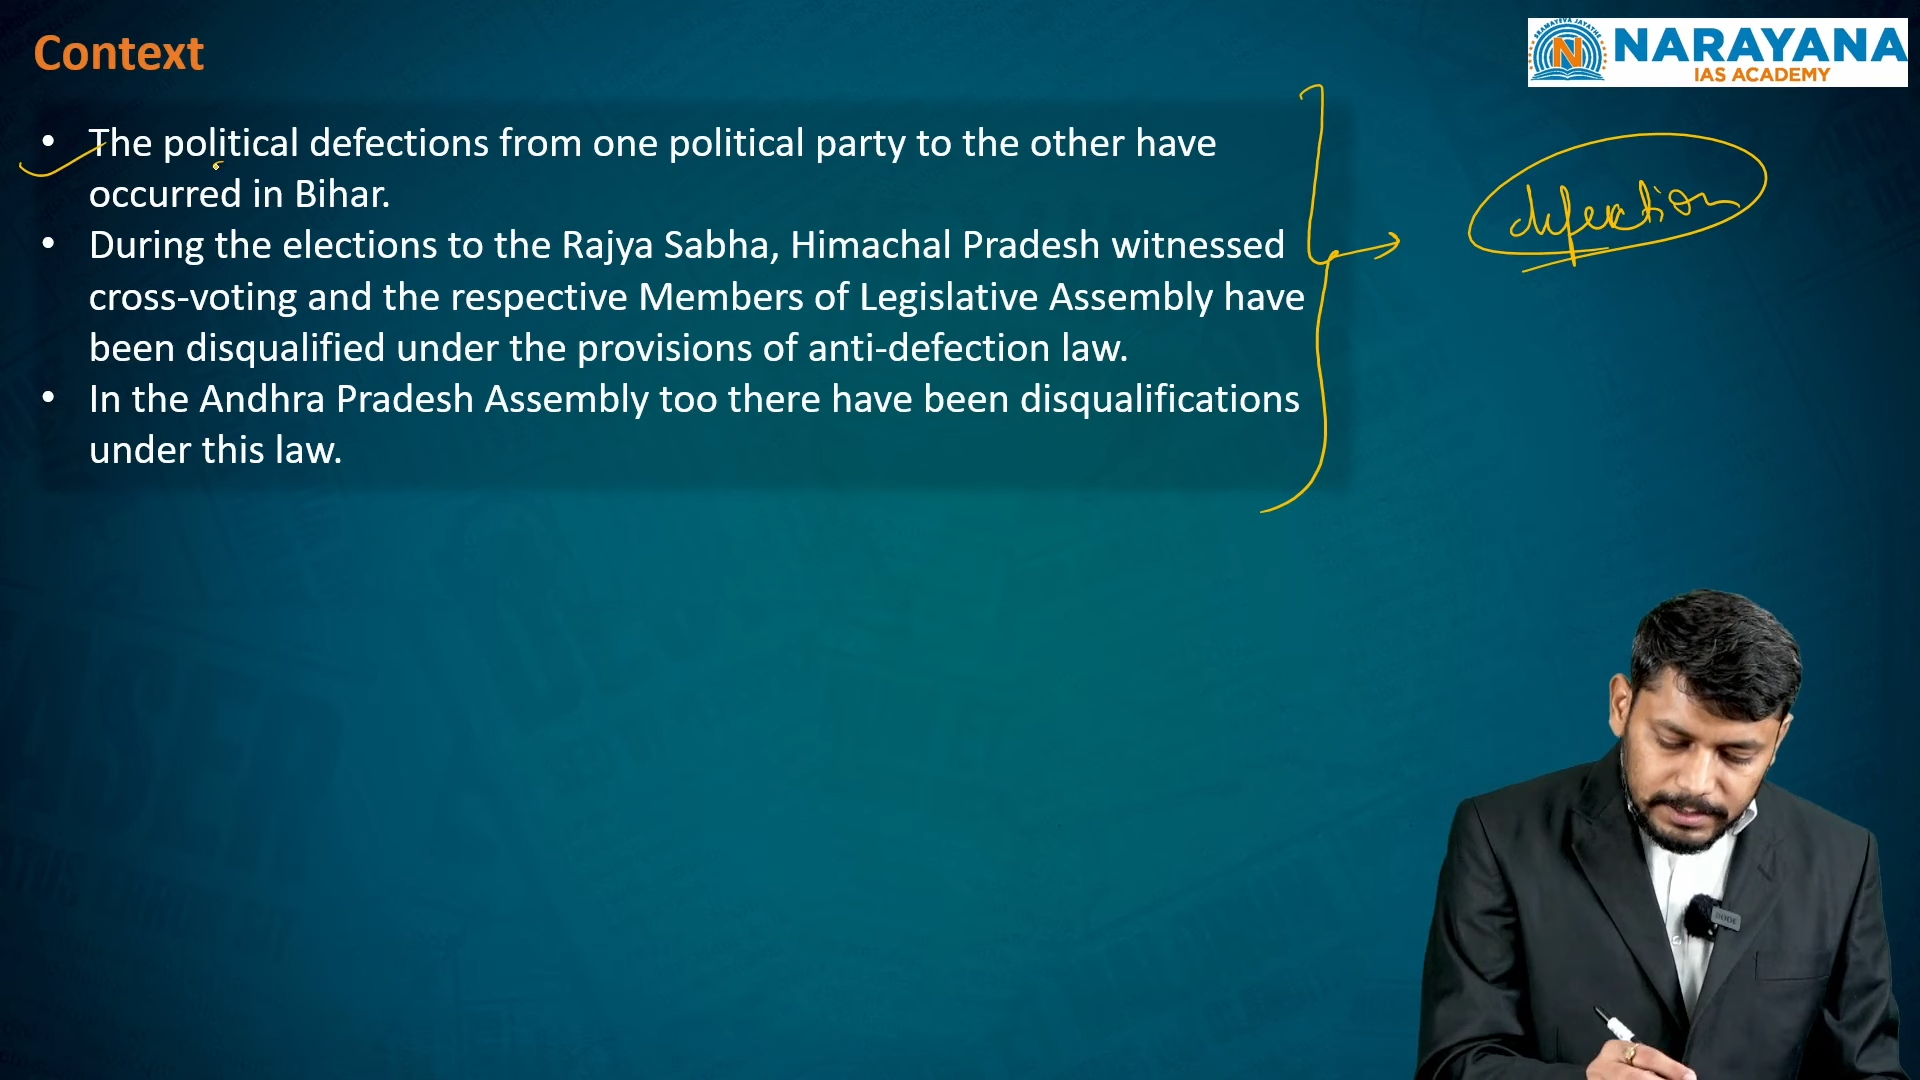 Context
NARAYANA
IAS ACADEMY
• The political defections from one political party to the other have
occurred in Bihar.
• During the elections to the Rajya Sabha, Himachal Pradesh witnessed
cross-voting and the respective Members of Legislative Assembly have
been disqualified under the provisions of anti-defection law.
• In the Andhra Pradesh Assembly too there have been disqualifications
under this law.
defection